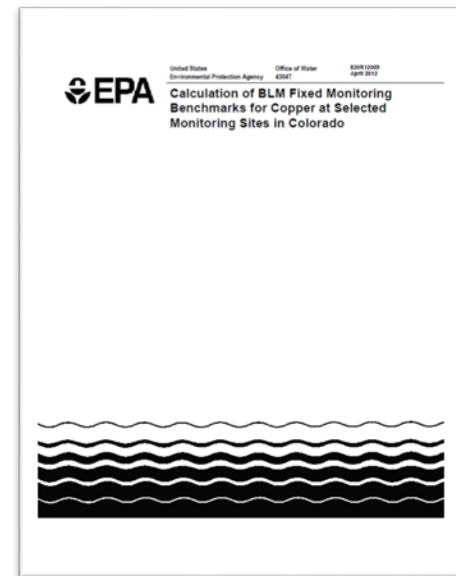 United States
Environmental Protection Agency
Office of Water
4304T
820R12009
April 2012
EPA
Calculation of BLM Fixed Monitoring
Benchmarks for Copper at Selected
Monitoring Sites in Colorado